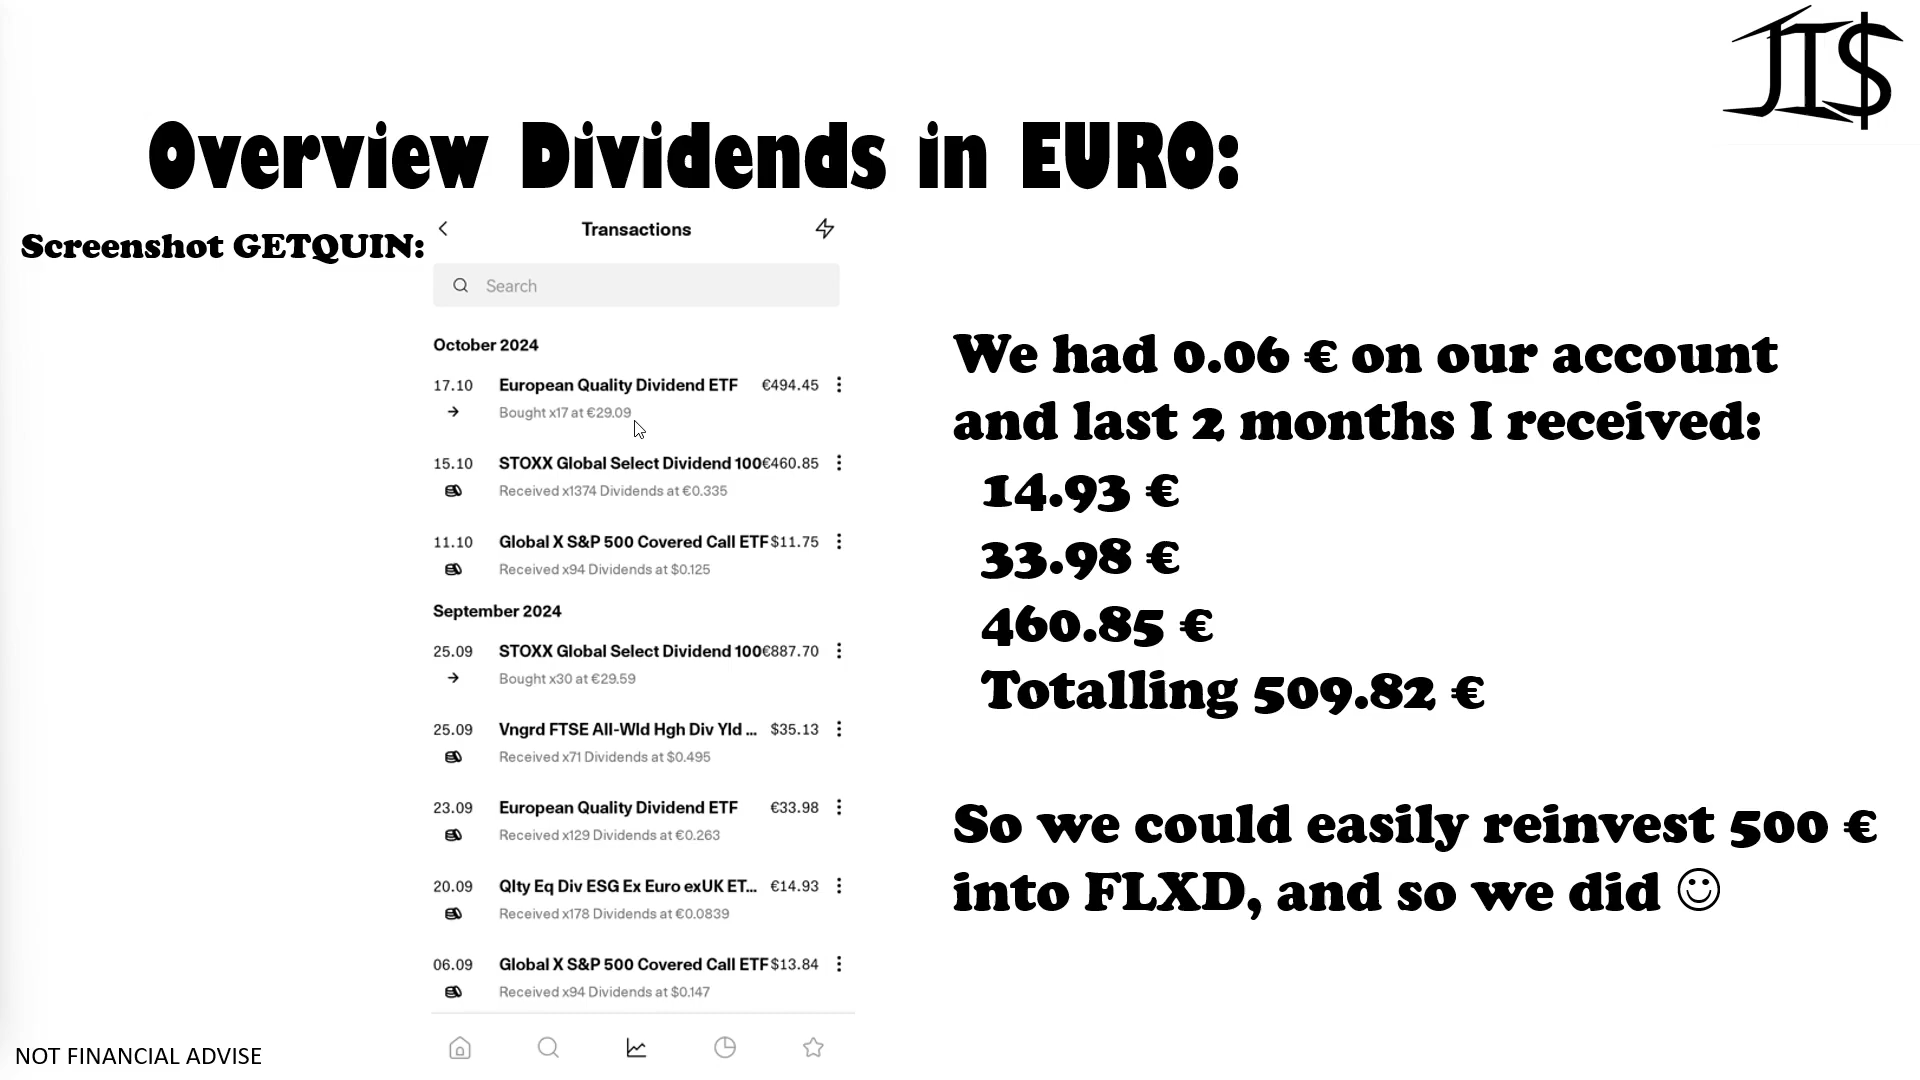 JI$
Overview Dividends in EURO:
Screenshot GETQUIN:
Transactions
Search
October 2024
17.10 European Quality Dividend ETF €494.45
Bought x17 at €29.09
15.10 STOXX Global Select Dividend 100 €460.85
Received x1374 Dividends at €0.335
11.10 Global X S&P 500 Covered Call ETF $11.75
Received x94 Dividends at $0.125
September 2024
25.09 STOXX Global Select Dividend 100 €887.70
Bought x30 at €29.59
25.09 Vngrd FTSE All-Wld Hgh Div Yld ... $35.13
Received x71 Dividends at $0.495
23.09 European Quality Dividend ETF €33.98
Received x129 Dividends at €0.263
20.09 Qlty Eq Div ESG Ex Euro exUK ET... €14.93
Received x178 Dividends at €0.0839
06.09 Global X S&P 500 Covered Call ETF $13.84
Received x94 Dividends at $0.147
We had 0.06 € on our account
and last 2 months I received:
14.93 €
33.98 €
460.85 €
Totalling 509.82 €
So we could easily reinvest 500 €
into FLXD, and so we did ☺
NOT FINANCIAL ADVISE